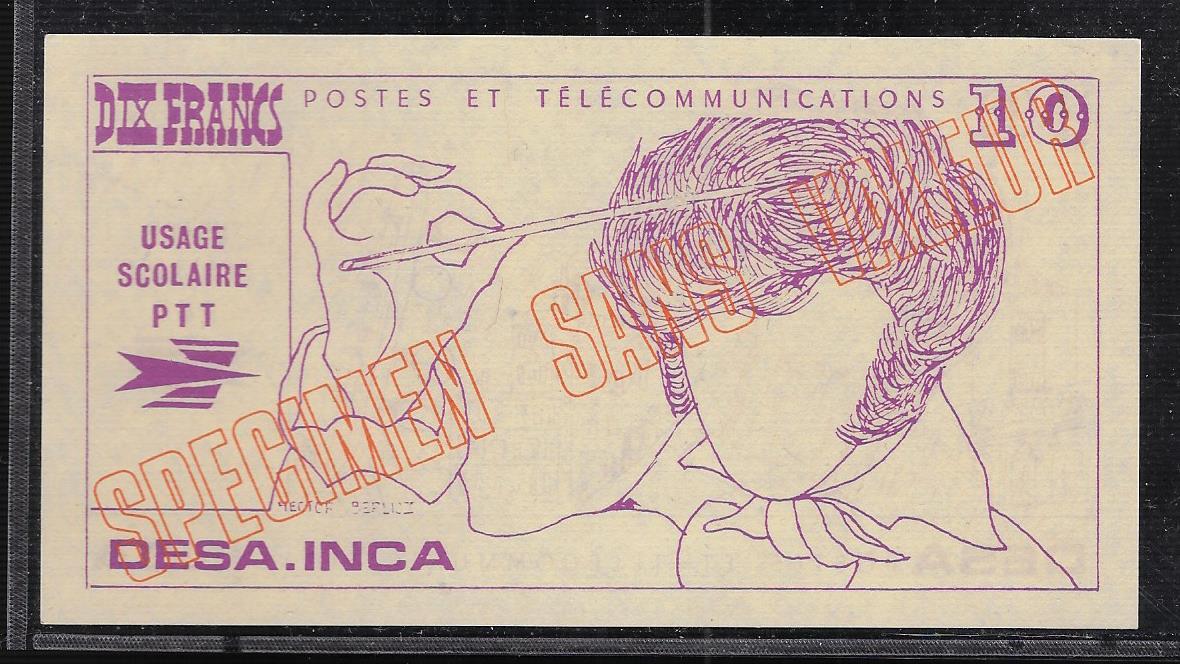 DIX FRANCS
POSTES ET TÉLÉCOMMUNICATIONS
10
USAGE
SCOLAIRE
PTT
SPECIMEN SANS VALEUR
HECTOR BERLIOZ
DESA.INCA